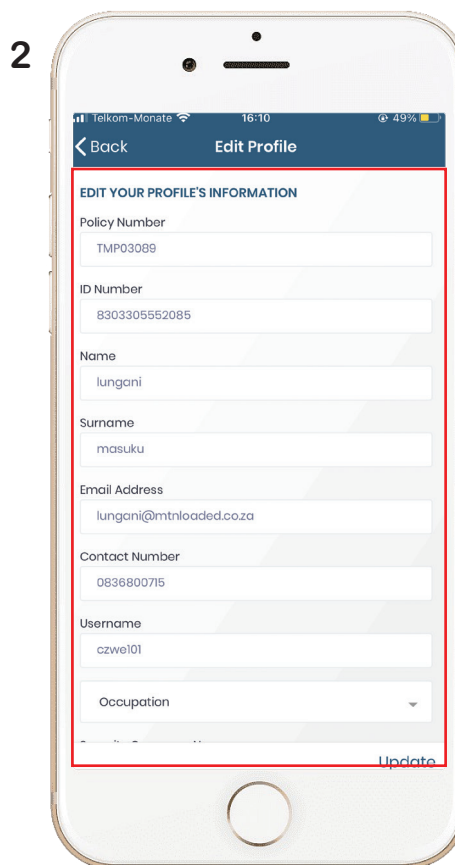 2
Telkom-Monate 16:10 49%
Back Edit Profile
EDIT YOUR PROFILE'S INFORMATION
Policy Number
TMP03089
ID Number
8303305552085
Name
lungani
Surname
masuku
Email Address
lungani@mtnloaded.co.za
Contact Number
0836800715
Username
czwe101
Occupation
Update